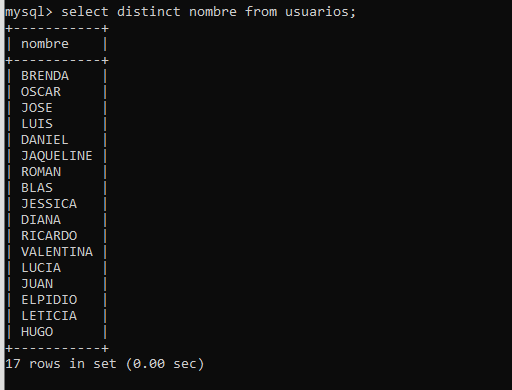 mysql> select distinct nombre from usuarios;
+-----------+
| nombre    |
+-----------+
| BRENDA    |
| OSCAR     |
| JOSE      |
| LUIS      |
| DANIEL    |
| JAQUELINE |
| ROMAN     |
| BLAS      |
| JESSICA   |
| DIANA     |
| RICARDO   |
| VALENTINA |
| LUCIA     |
| JUAN      |
| ELPIDIO   |
| LETICIA   |
| HUGO      |
+-----------+
17 rows in set (0.00 sec)